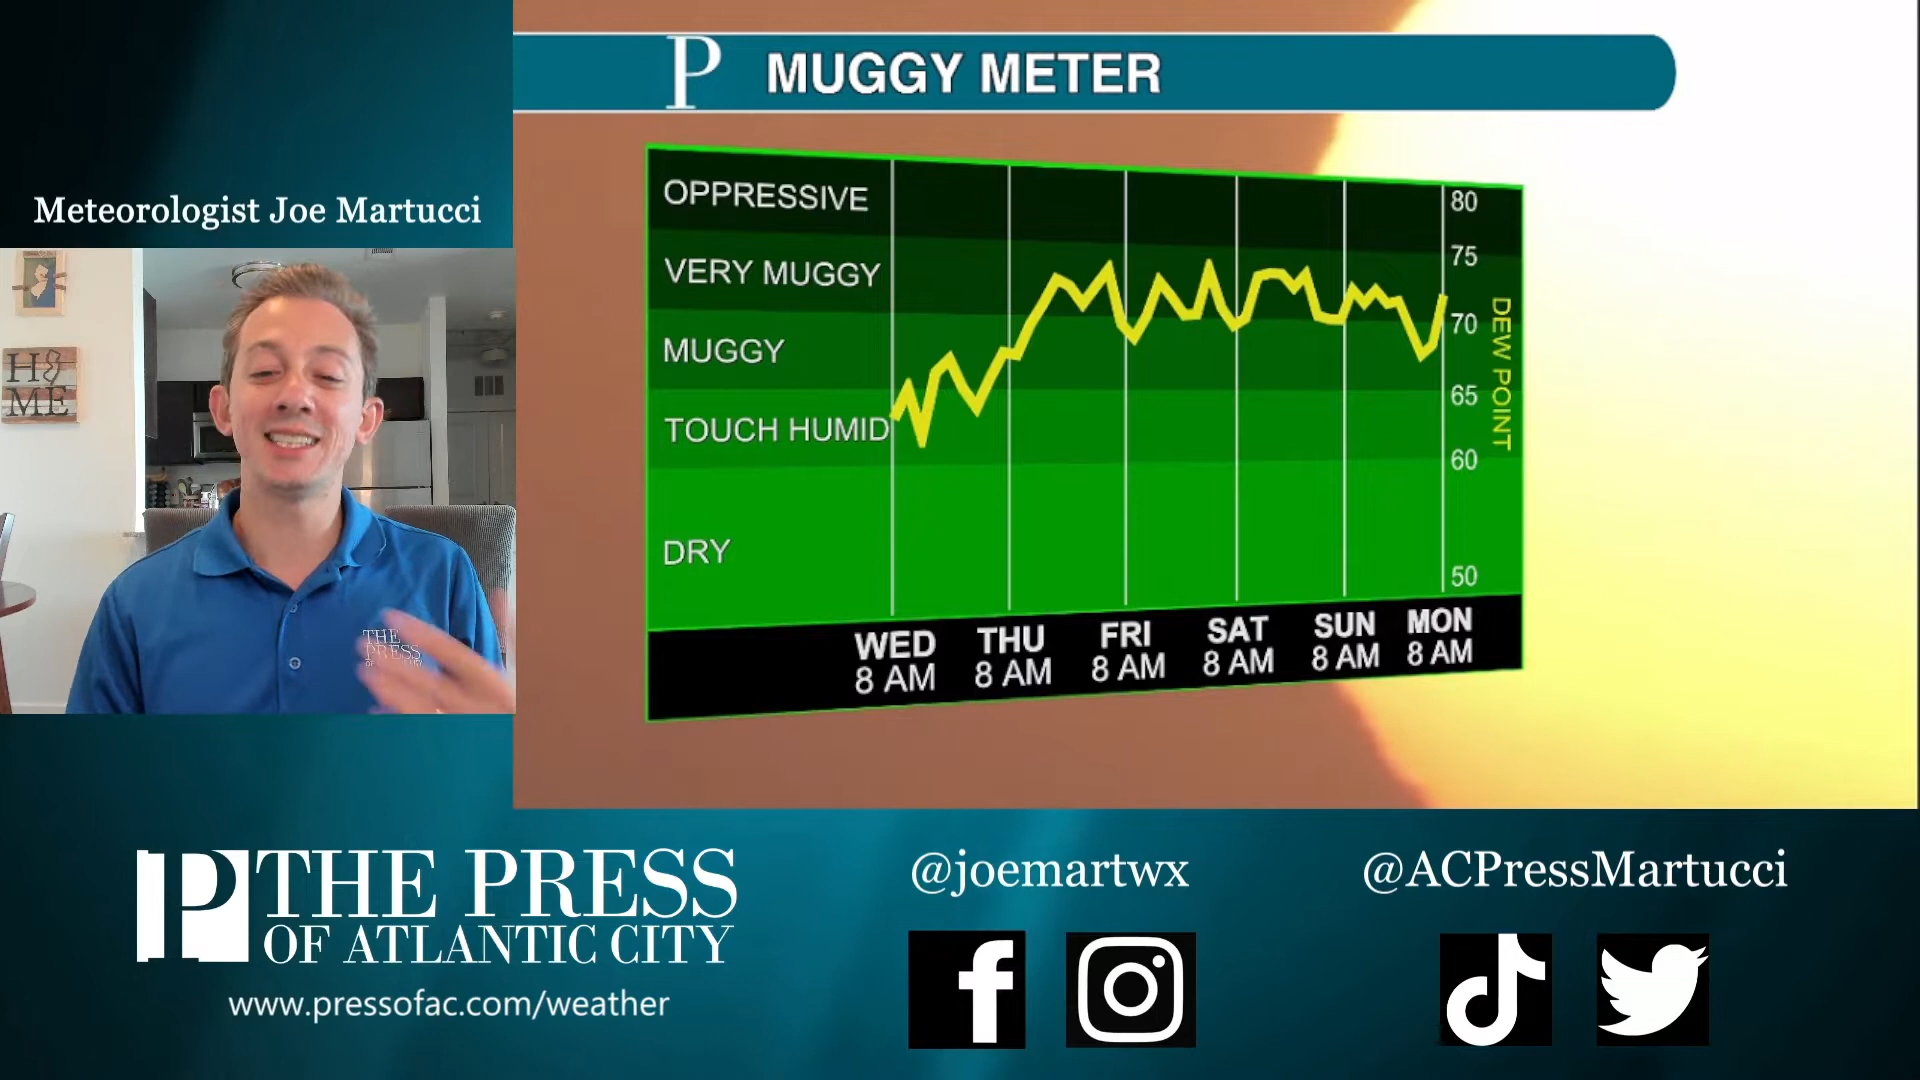 P MUGGY METER
Meteorologist Joe Martucci
HOME
THE
PRESS
OPPRESSIVE
VERY MUGGY
MUGGY
TOUCH HUMID
DRY
80
75
70
65
60
50
DEW POINT
WED
8 AM
THU
8 AM
FRI
8 AM
SAT
8 AM
SUN
8 AM
MON
8 AM
P THE PRESS
OF ATLANTIC CITY
www.pressofac.com/weather
@joemartwx
@ACPressMartucci